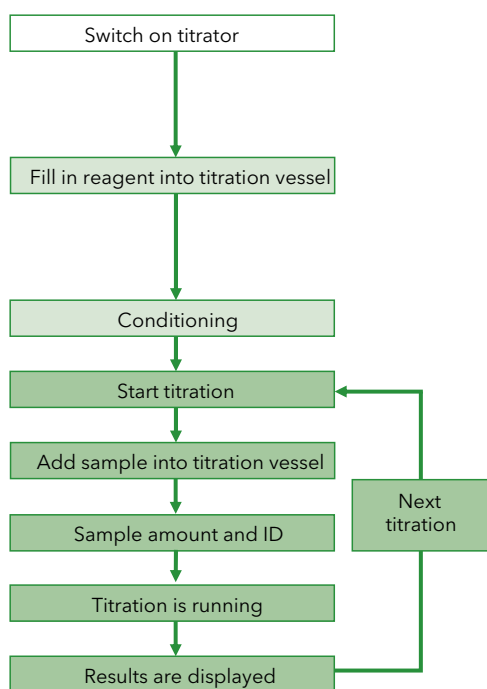 Switch on titrator
Fill in reagent into titration vessel
Conditioning
Start titration
Add sample into titration vessel
Sample amount and ID
Titration is running
Results are displayed
Next
titration